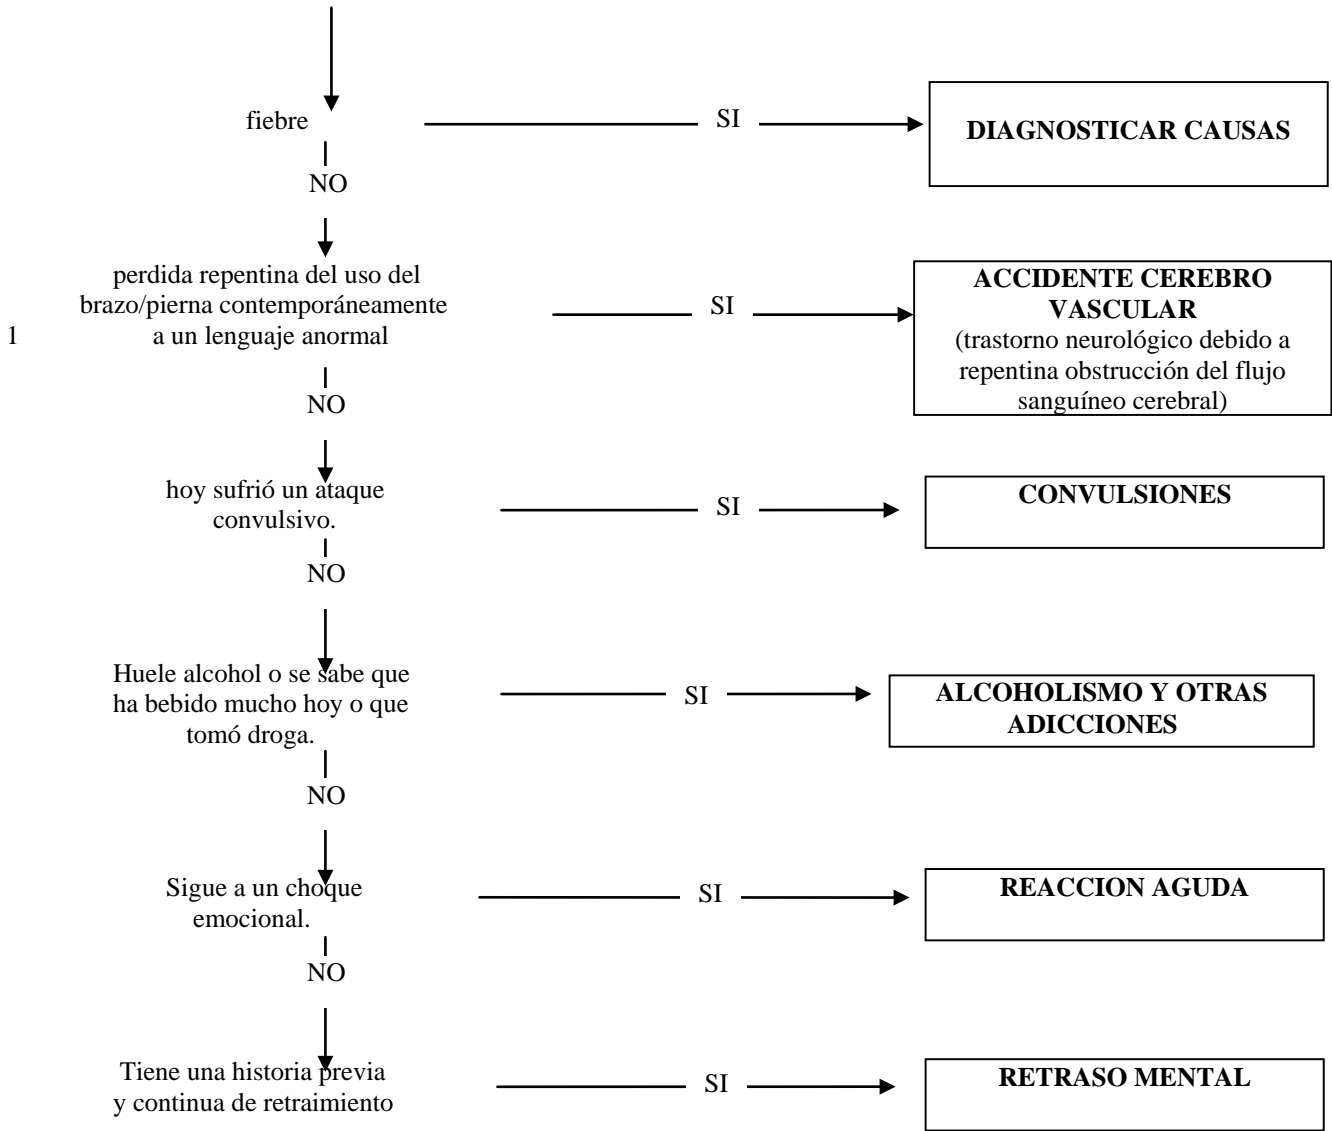 fiebre
SI
DIAGNOSTICAR CAUSAS
NO
perdida repentina del uso del
brazo/pierna contemporáneamente
a un lenguaje anormal
1
SI
ACCIDENTE CEREBRO
VASCULAR
(trastorno neurológico debido a
repentina obstrucción del flujo
sanguíneo cerebral)
NO
hoy sufrió un ataque
convulsivo.
SI
CONVULSIONES
NO
Huele alcohol o se sabe que
ha bebido mucho hoy o que
tomó droga.
SI
ALCOHOLISMO Y OTRAS
ADICCIONES
NO
Sigue a un choque
emocional.
SI
REACCION AGUDA
NO
Tiene una historia previa
y continua de retraimiento
SI
RETRASO MENTAL